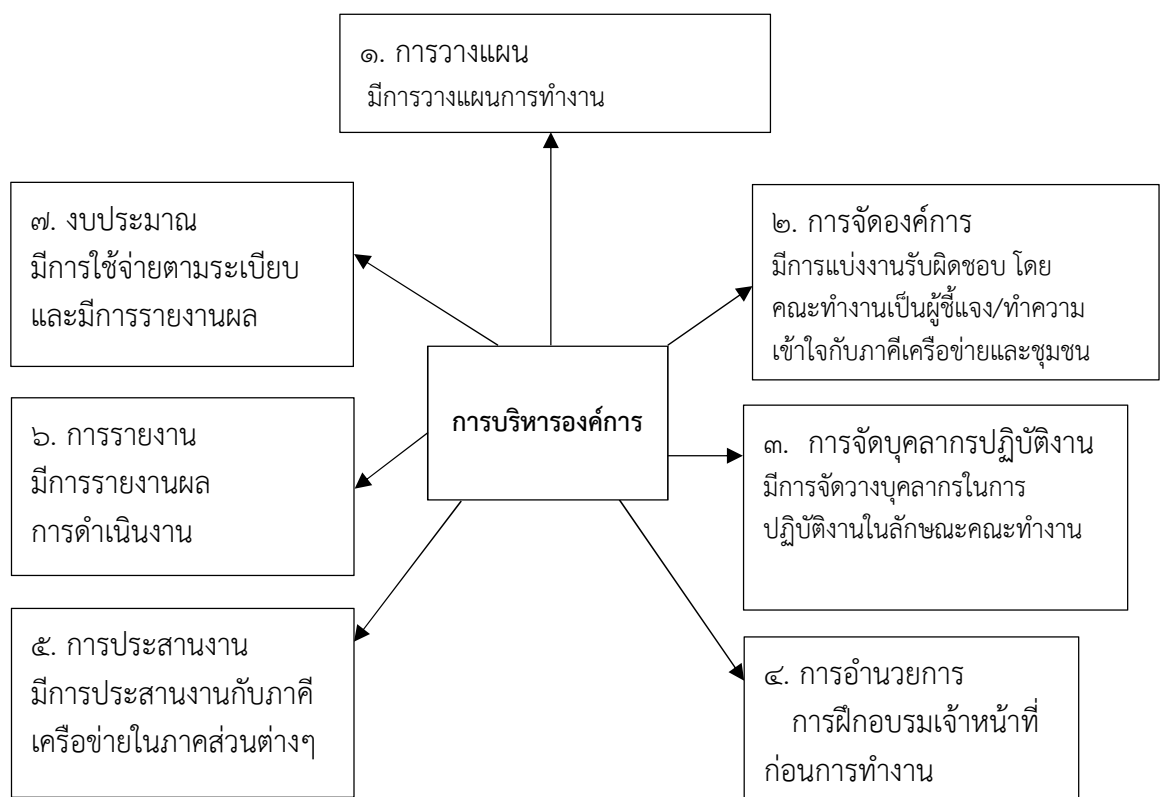 ๑. การวางแผน
มีการวางแผนการทำงาน
๗. งบประมาณ
มีการใช้จ่ายตามระเบียบ
และมีการรายงานผล
๒. การจัดองค์การ
มีการแบ่งงานรับผิดชอบ โดย
คณะทำงานเป็นผู้ชี้แจง/ทำความ
เข้าใจกับภาคีเครือข่ายและชุมชน
การบริหารองค์การ
๖. การรายงาน
มีการรายงานผล
การดำเนินงาน
๓. การจัดบุคลากรปฏิบัติงาน
มีการจัดวางบุคลากรในการ
ปฏิบัติงานในลักษณะคณะทำงาน
๕. การประสานงาน
มีการประสานงานกับภาคี
เครือข่ายในภาคส่วนต่างๆ
๔. การอำนวยการ
การฝึกอบรมเจ้าหน้าที่
ก่อนการทำงาน